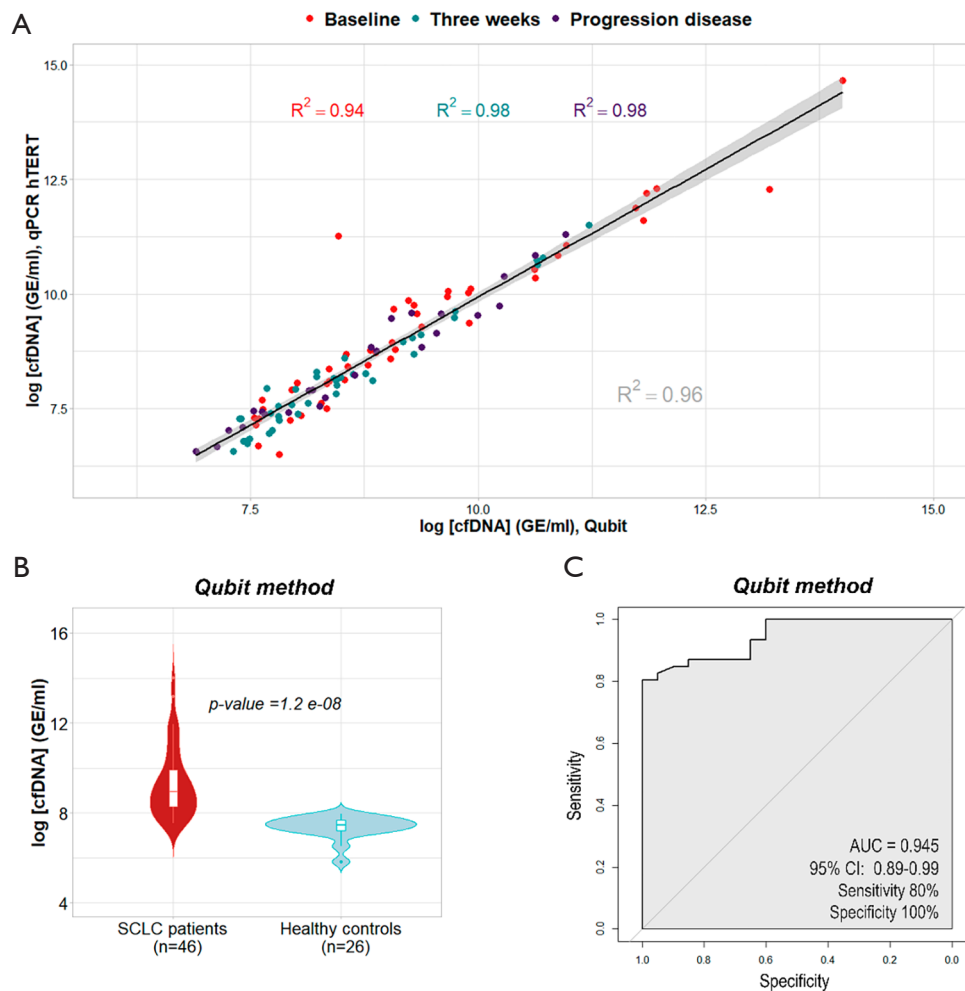 A
Baseline Three weeks Progression disease
log [cfDNA] (GE/ml), qPCR hTERT
15.0
12.5
10.0
7.5
R² = 0.94 R² = 0.98 R² = 0.98
R² = 0.96
7.5 10.0 12.5 15.0
log [cfDNA] (GE/ml), Qubit
B
Qubit method
log [cfDNA] (GE/ml)
16
12
8
4
p-value =1.2 e-08
SCLC patients Healthy controls
(n=46) (n=26)
C
Qubit method
Sensitivity
1.0
0.8
0.6
0.4
0.2
0.0
AUC = 0.945
95% CI: 0.89-0.99
Sensitivity 80%
Specificity 100%
1.0 0.8 0.6 0.4 0.2 0.0
Specificity